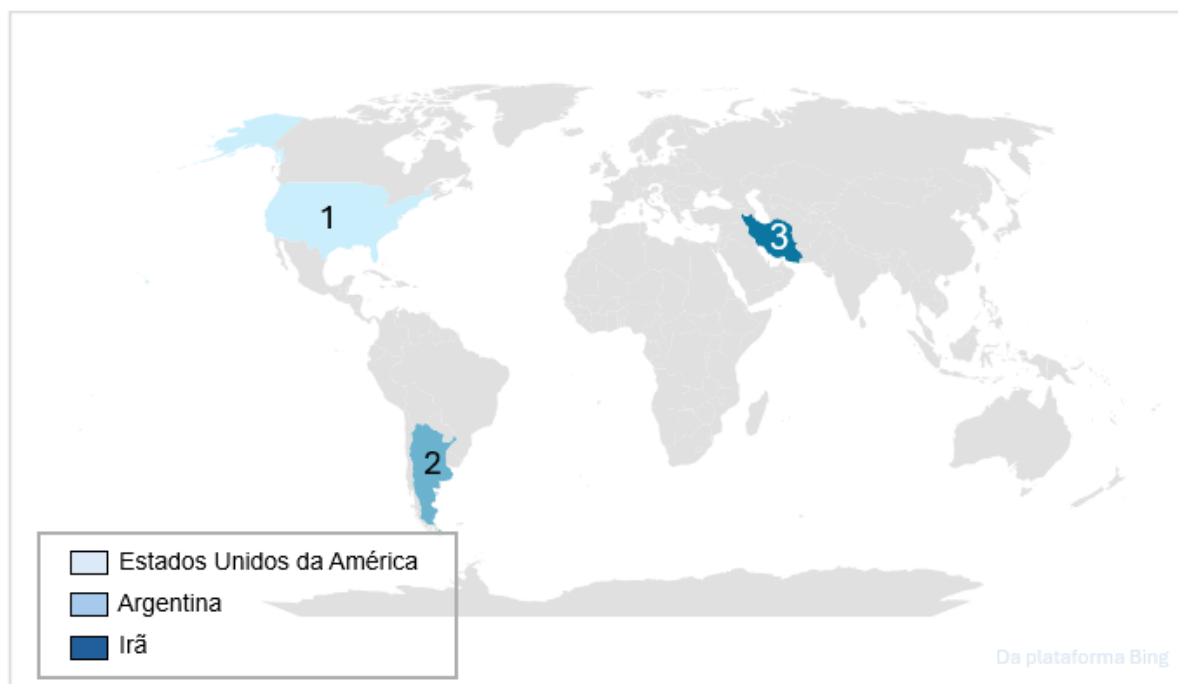 1
3
2
Estados Unidos da América
Argentina
Irã
Da plataforma Bing